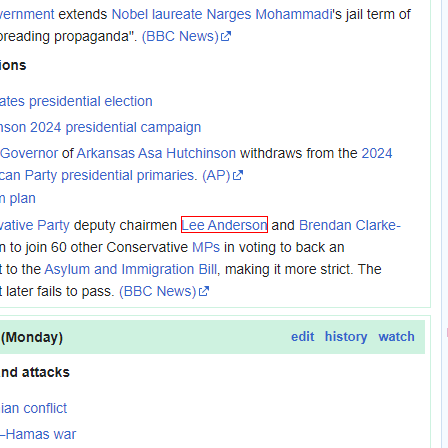 vernment extends Nobel laureate Narges Mohammadi's jail term of
preading propaganda". (BBC News)
ions
ates presidential election
nson 2024 presidential campaign
Governor of Arkansas Asa Hutchinson withdraws from the 2024
can Party presidential primaries. (AP)
n plan
vative Party deputy chairmen Lee Anderson and Brendan Clarke-
n to join 60 other Conservative MPs in voting to back an
t to the Asylum and Immigration Bill, making it more strict. The
t later fails to pass. (BBC News)
(Monday) edit history watch
nd attacks
ian conflict
–Hamas war